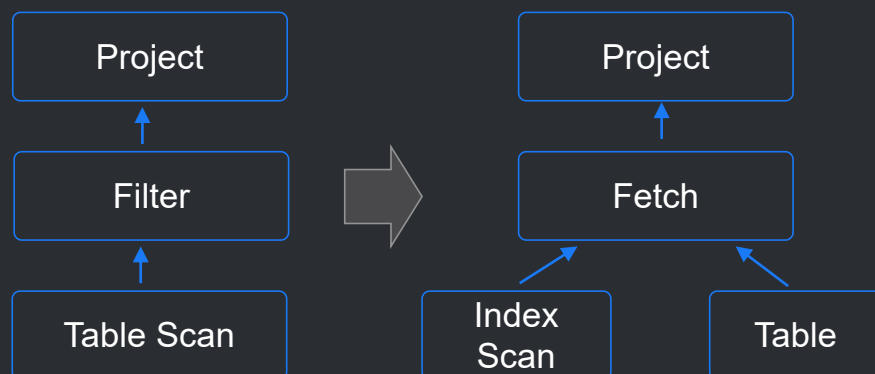 Project
Project
Filter
Fetch
Table Scan
Index
Scan
Table